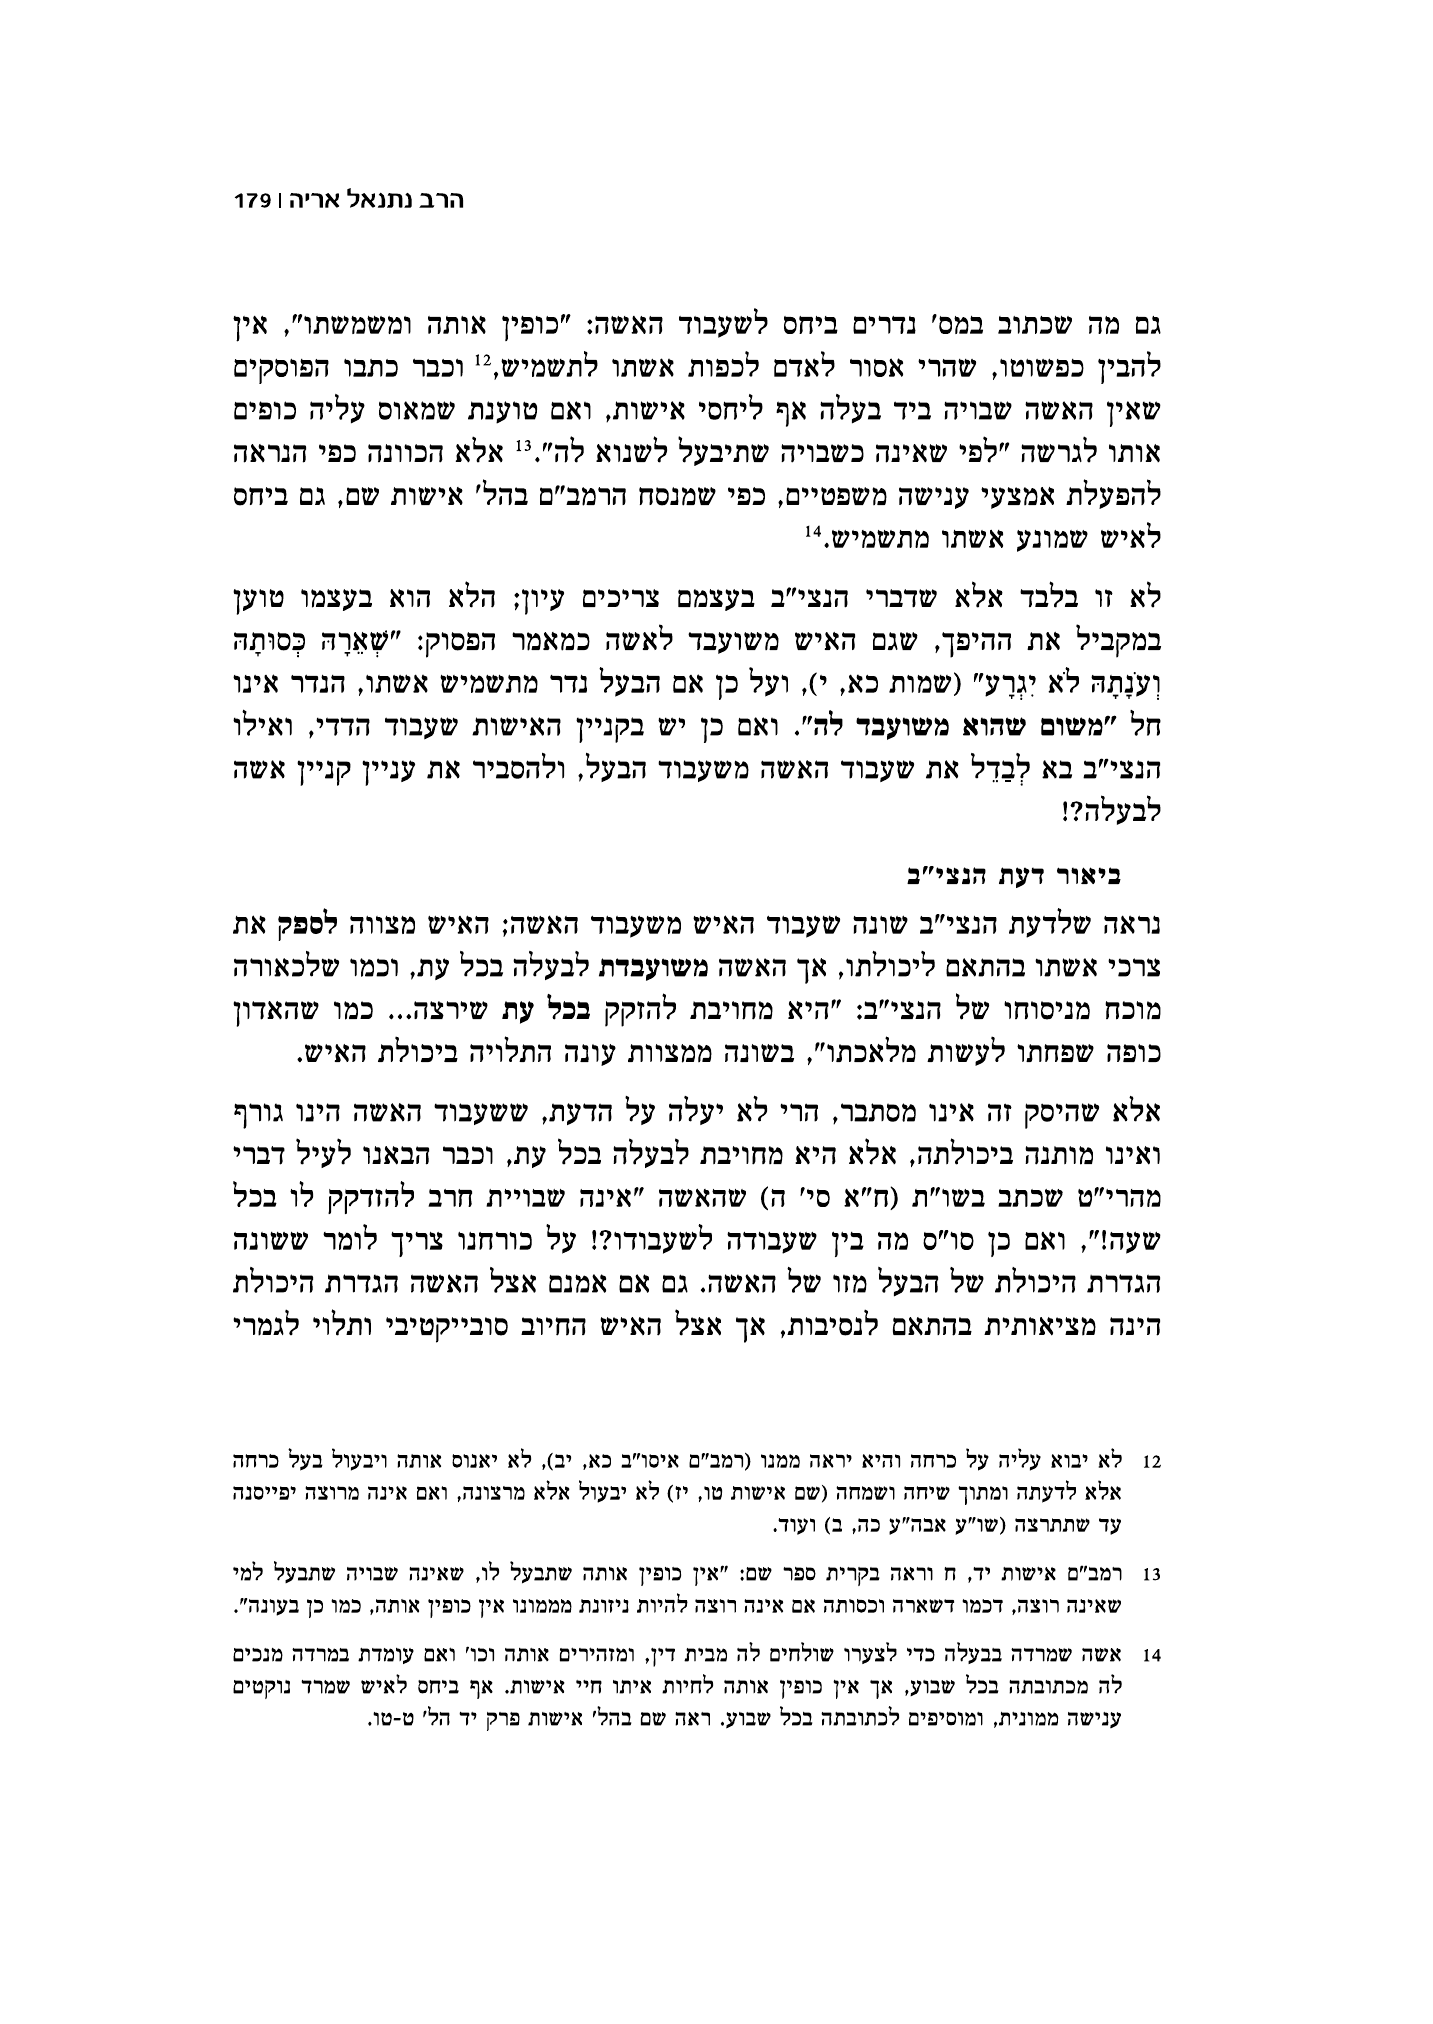 הרב נתנאל אריה | 179
גם מה שכתוב במס' נדרים ביחס לשעבוד האשה: "כופין אותה ומשמשתו", אין
להבין כפשוטו, שהרי אסור לאדם לכפות אשתו לתשמיש,12 וכבר כתבו הפוסקים
שאין האשה שבויה ביד בעלה אף ליחסי אישות, ואם טוענת שמאוס עליה כופים
אותו לגרשה "לפי שאינה כשבויה שתיבעל לשנוא לה".13 אלא הכוונה כפי הנראה
להפעלת אמצעי ענישה משפטיים, כפי שמנסח הרמב"ם בהל' אישות שם, גם ביחס
לאיש שמונע אשתו מתשמיש.14
לא זו בלבד אלא שדברי הנצי"ב בעצמם צריכים עיון; הלא הוא בעצמו טוען
במקביל את ההיפך, שגם האיש משועבד לאשה כמאמר הפסוק: "שְׁאֵרָהּ כְּסוּתָהּ
וְעֹנָתָהּ לֹא יִגְרָע" (שמות כא, י), ועל כן אם הבעל נדר מתשמיש אשתו, הנדר אינו
חל "משום שהוא משועבד לה". ואם כן יש בקניין האישות שעבוד הדדי, ואילו
הנצי"ב בא לְבַדֵל את שעבוד האשה משעבוד הבעל, ולהסביר את עניין קניין אשה
לבעלה?!
ביאור דעת הנצי"ב
נראה שלדעת הנצי"ב שונה שעבוד האיש משעבוד האשה; האיש מצווה לספק את
צרכי אשתו בהתאם ליכולתו, אך האשה משועבדת לבעלה בכל עת, וכמו שלכאורה
מוכח מניסוחו של הנצי"ב: "היא מחויבת להזקק בכל עת שירצה... כמו שהאדון
כופה שפחתו לעשות מלאכתו", בשונה ממצוות עונה התלויה ביכולת האיש.
אלא שהיסק זה אינו מסתבר, הרי לא יעלה על הדעת, ששעבוד האשה הינו גורף
ואינו מותנה ביכולתה, אלא היא מחויבת לבעלה בכל עת, וכבר הבאנו לעיל דברי
מהרי"ט שכתב בשו"ת (ח"א סי' ה) שהאשה "אינה שבויית חרב להזדקק לו בכל
שעה!", ואם כן סו"ס מה בין שעבודה לשעבודו?! על כורחנו צריך לומר ששונה
הגדרת היכולת של הבעל מזו של האשה. גם אם אמנם אצל האשה הגדרת היכולת
הינה מציאותית בהתאם לנסיבות, אך אצל האיש החיוב סובייקטיבי ותלוי לגמרי
12 לא יבוא עליה על כרחה והיא יראה ממנו (רמב"ם איסו"ב כא, יב), לא יאנוס אותה ויבעול בעל כרחה
אלא לדעתה ומתוך שיחה ושמחה (שם אישות טו, יז) לא יבעול אלא מרצונה, ואם אינה מרוצה יפייסנה
עד שתתרצה (שו"ע אבה"ע כה, ב) ועוד.
13 רמב"ם אישות יד, ח וראה בקרית ספר שם: "אין כופין אותה שתבעל לו, שאינה שבויה שתבעל למי
שאינה רוצה, דכמו דשארה וכסותה אם אינה רוצה להיות ניזונת מממונו אין כופין אותה, כמו כן בעונה".
14 אשה שמרדה בבעלה כדי לצערו שולחים לה מבית דין, ומזהירים אותה וכו' ואם עומדת במרדה מנכים
לה מכתובתה בכל שבוע, אך אין כופין אותה לחיות איתו חיי אישות. אף ביחס לאיש שמרד נוקטים
ענישה ממונית, ומוסיפים לכתובתה בכל שבוע. ראה שם בהל' אישות פרק יד הל' ט-טו.